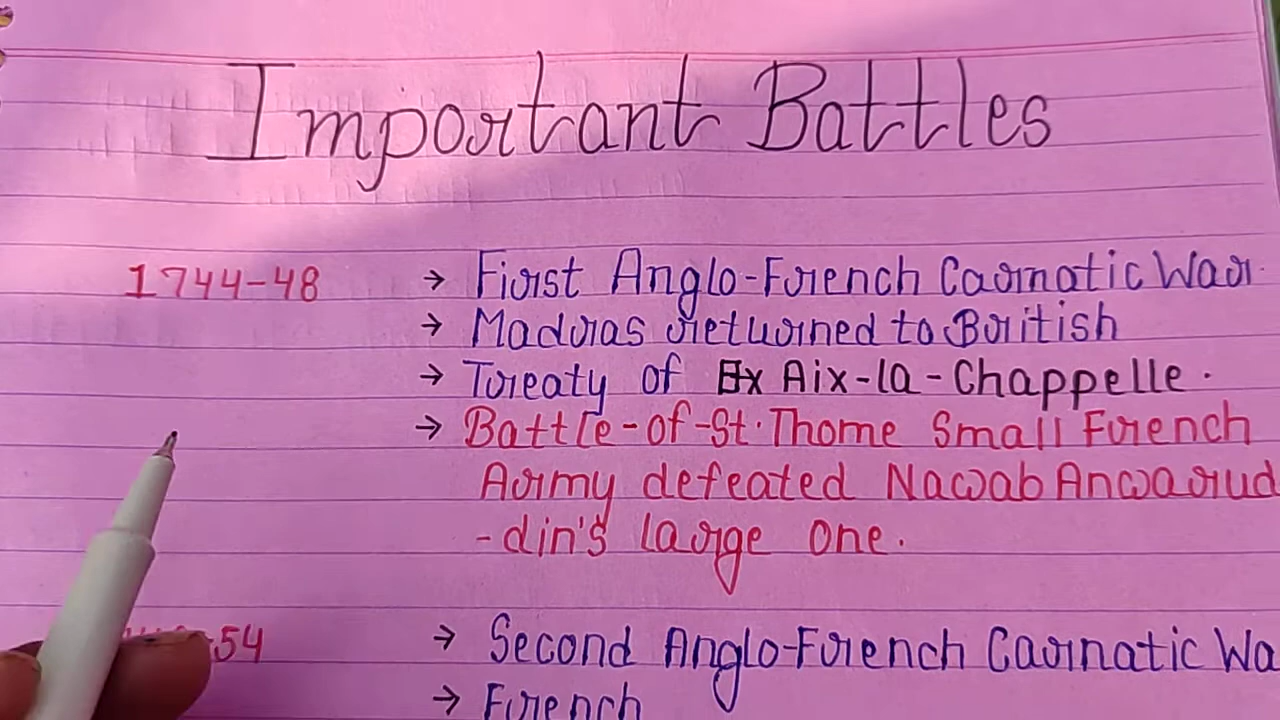 Important Battles
1744-48 → First Anglo-French Carnatic War
→ Madras returned to British
→ Treaty of Aix-la-Chappelle.
→ Battle-of-St. Thome Small French
Army defeated Nawab Anwarud
-din's large one.
-54 → Second Anglo-French Carnatic Wa
→ French